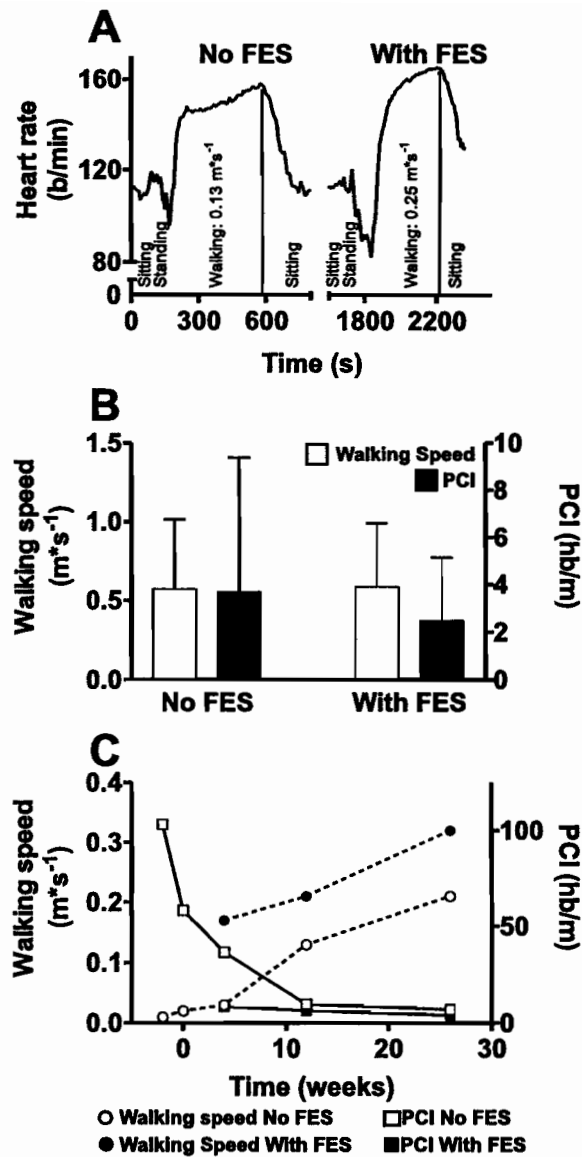 A
No FES With FES
Heart rate
(b/min)
160
120
80
0
Sitting
Standing
Walking: 0.13 m*s⁻¹
Sitting
Sitting
Standing
Walking: 0.25 m*s⁻¹
Sitting
0 300 600 1800 2200
Time (s)
B
Walking speed
(m*s⁻¹)
1.5
1.0
0.5
0.0
Walking Speed
PCI
10
8
6
4
2
0
PCI (hb/m)
No FES With FES
C
Walking speed
(m*s⁻¹)
0.4
0.3
0.2
0.1
0.0
100
50
0
PCI (hb/m)
0 10 20 30
Time (weeks)
Walking speed No FES PCI No FES
Walking Speed With FES PCI With FES